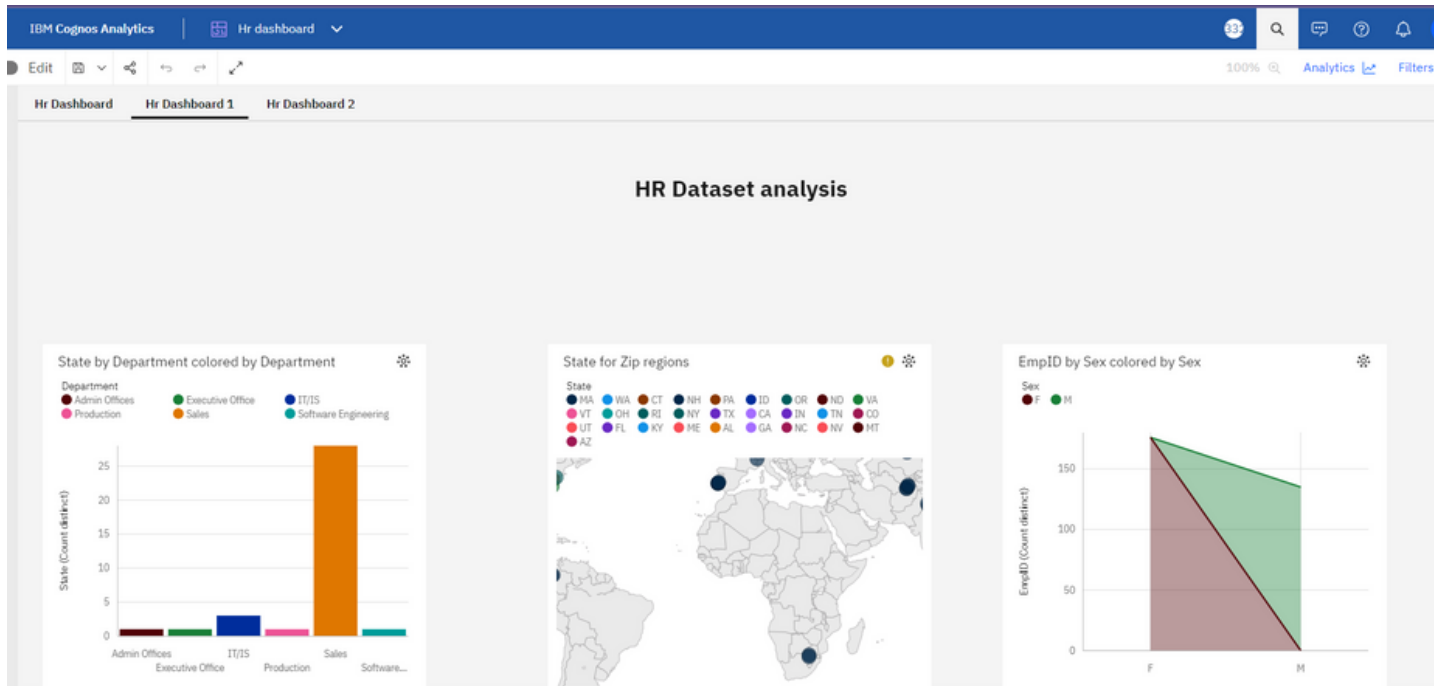 IBM Cognos Analytics
Hr dashboard
Edit
100%
Analytics
Filters
Hr Dashboard
Hr Dashboard 1
Hr Dashboard 2
HR Dataset analysis
State by Department colored by Department
Department
Admin Offices
Executive Office
IT/IS
Production
Sales
Software Engineering
State (Count distinct)
25
20
15
10
5
0
Admin Offices
Executive Office
IT/IS
Production
Sales
Software...
State for Zip regions
State
MA WA CT NH PA ID OR ND VA
VT OH RI NY TX CA IN TN CO
UT FL KY ME AL GA NC NV MT
AZ
EmpID by Sex colored by Sex
Sex
F M
EmpID (Count distinct)
150
100
50
0
F
M